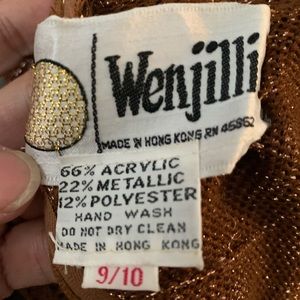 Wenjilli
MADE IN HONG KONG RN 46862
66% ACRYLIC
22% METALLIC
12% POLYESTER
HAND WASH
DO NOT DRY CLEAN
MADE IN HONG KONG
9/10